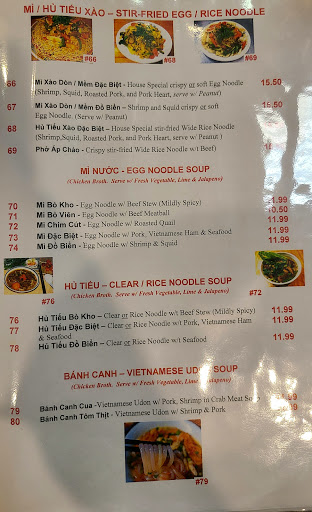 MÌ / HỦ TIẾU XÀO – STIR-FRIED EGG / RICE NOODLE
#66
#68
#69
66 Mì Xào Dòn / Mềm Đặc Biệt - House Special crispy or soft Egg Noodle 15.50
(Shrimp, Squid, Roasted Pork, and Pork Heart, serve w/ Peanut)
67 Mì Xào Dòn / Mềm Đồ Biển – Shrimp and Squid crispy or soft
Egg Noodle (Serve w/ Peanut)
68 Hủ Tiếu Xào Đặc Biệt – House Special stir-fried Wide Rice Noodle
(Shrimp, Squid, Roasted Pork, and Pork Heart, serve w/ Peanut)
69 Phở Áp Chảo - Crispy stir-fried Wide Rice Noodle w/t Beef)
MÌ NƯỚC - EGG NOODLE SOUP
(Chicken Broth. Serve w/ Fresh Vegetable, Lime & Jalapeno)
70 Mì Bò Kho - Egg Noodle w/ Beef Stew (Mildly Spicy) 11.99
71 Mì Bò Viên - Egg Noodle w/ Beef Meatball 10.50
72 Mì Chim Cút - Egg Noodle w/ Roasted Quail 11.99
73 Mì Đặc Biệt - Egg Noodle w/ Pork, Vietnamese Ham & Seafood 11.99
74 Mì Đồ Biển - Egg Noodle w/ Shrimp & Squid 11.99
#76
#72
HỦ TIẾU – CLEAR / RICE NOODLE SOUP
(Chicken Broth. Serve w/ Fresh Vegetable, Lime & Jalapeno)
76 Hủ Tiếu Bò Kho – Clear or Rice Noodle w/t Beef Stew (Mildly Spicy) 11.99
77 Hủ Tiếu Đặc Biệt – Clear or Rice Noodle w/t Pork, Vietnamese Ham 11.99
& Seafood
78 Hủ Tiếu Đồ Biển – Clear or Rice Noodle w/t Seafood 11.99
BÁNH CANH – VIETNAMESE UDON SOUP
(Chicken Broth. Serve w/ Fresh Vegetable, Lime & Jalapeno)
79 Bánh Canh Cua -Vietnamese Udon w/ Pork, Shrimp in Crab Meat Soup
80 Bánh Canh Tôm Thịt - Vietnamese Udon w/ Shrimp & Pork
#79